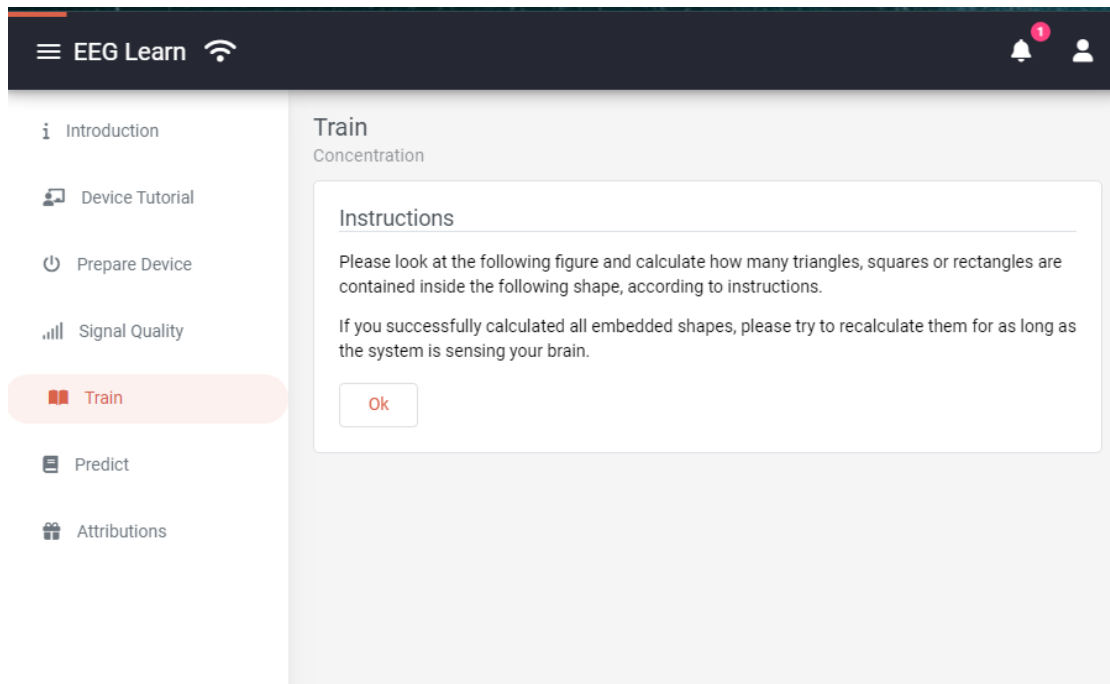 EEG Learn
1
Introduction
Device Tutorial
Prepare Device
Signal Quality
Train
Predict
Attributions
Train
Concentration
Instructions
Please look at the following figure and calculate how many triangles, squares or rectangles are
contained inside the following shape, according to instructions.
If you successfully calculated all embedded shapes, please try to recalculate them for as long as
the system is sensing your brain.
Ok